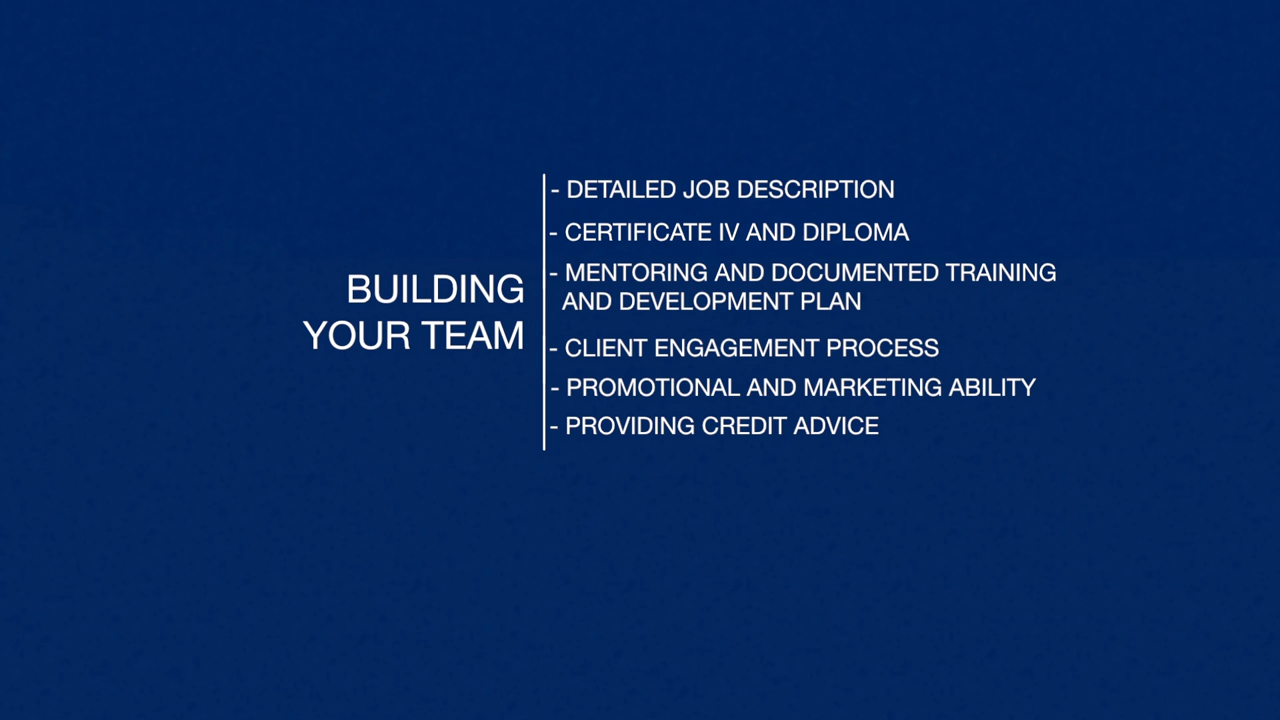 BUILDING
YOUR TEAM
- DETAILED JOB DESCRIPTION
- CERTIFICATE IV AND DIPLOMA
- MENTORING AND DOCUMENTED TRAINING
AND DEVELOPMENT PLAN
- CLIENT ENGAGEMENT PROCESS
- PROMOTIONAL AND MARKETING ABILITY
- PROVIDING CREDIT ADVICE